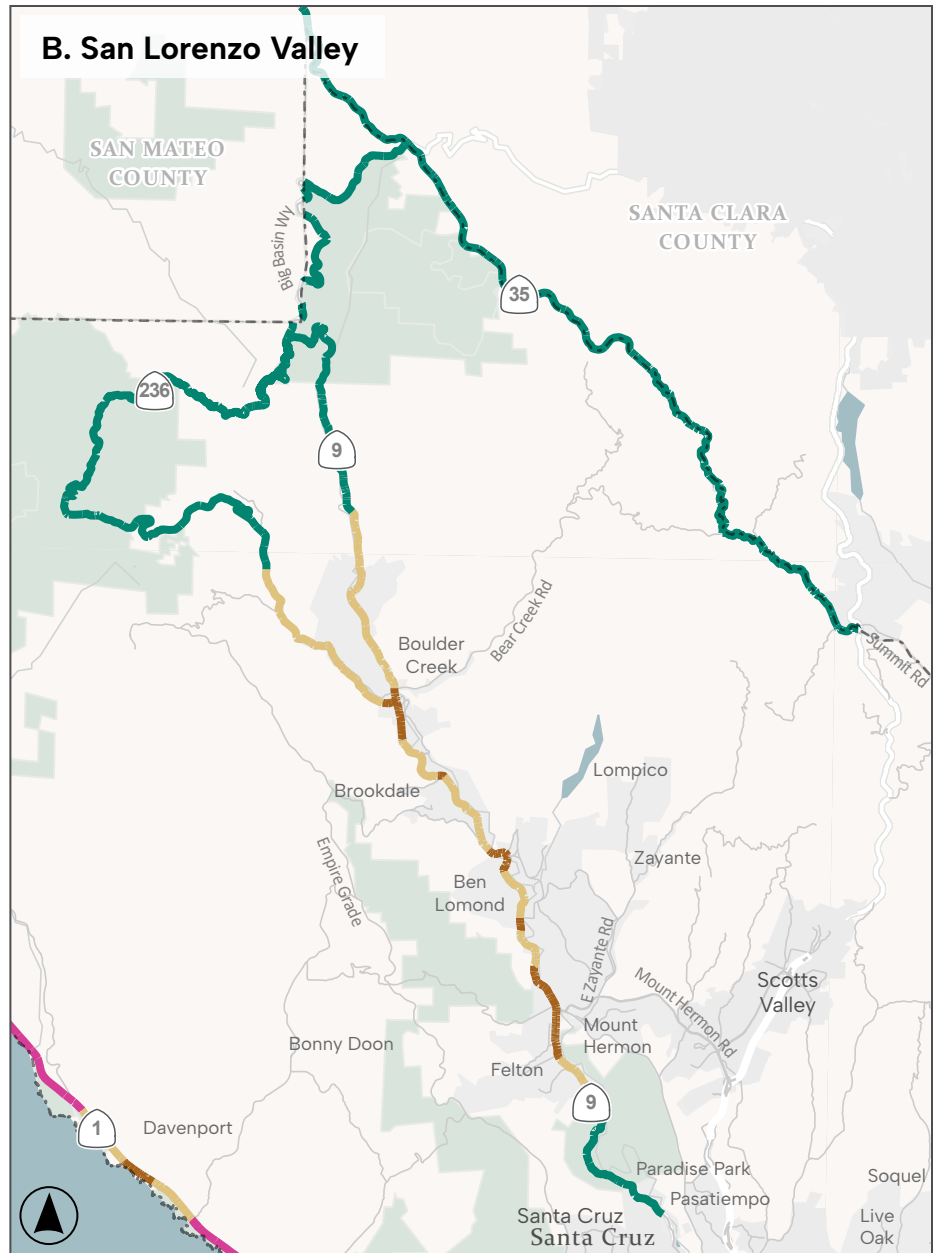 B. San Lorenzo Valley
SAN MATEO
COUNTY
SANTA CLARA
COUNTY
Big Basin Wy
35
236
9
Bear Creek Rd
Boulder
Creek
Summit Rd
Lompico
Brookdale
Empire Grade
Zayante
Ben
Lomond
E Zayante Rd
Mount Hermon Rd
Scotts
Valley
Mount
Hermon
Bonny Doon
Felton
9
1
Davenport
Paradise Park
Pasatiempo
Soquel
Santa Cruz
Santa Cruz
Live
Oak